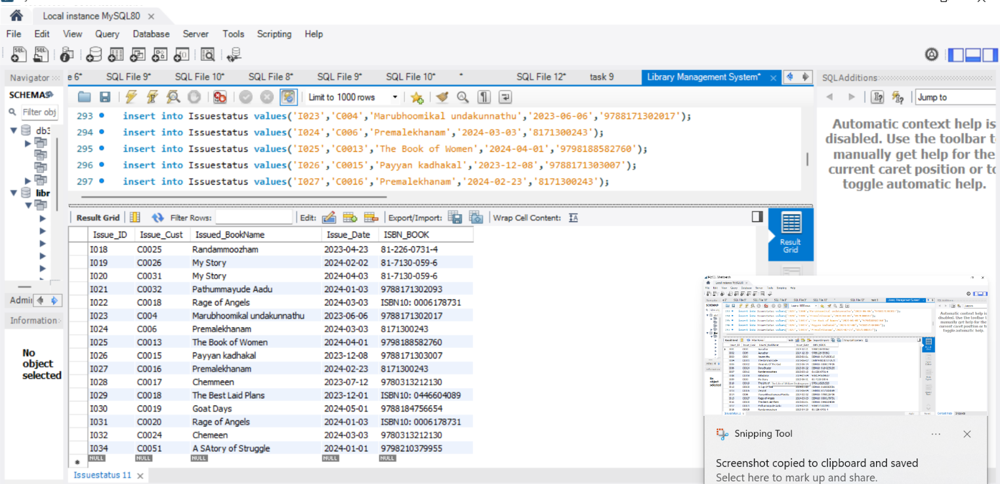 Local instance MySQL80
File Edit View Query Database Server Tools Scripting Help
Navigator
SCHEMAS
Filter obj
db3
libr
Admi
Information
No
object
selected
e 6* SQL File 9* SQL File 10* SQL File 8* SQL File 9* SQL File 10* * SQL File 12* task 9 Library Management System*
Limit to 1000 rows
293 insert into Issuestatus values('I023','C004','Marubhoomikal undakunnathu','2023-06-06','9788171302017');
294 insert into Issuestatus values('I024','C006','Premalekhanam','2024-03-03','8171300243');
295 insert into Issuestatus values('I025','C0013','The Book of Women','2024-04-01','9798188582760');
296 insert into Issuestatus values('I026','C0015','Payyan kadhakal','2023-12-08','9788171303007');
297 insert into Issuestatus values('I027','C0016','Premalekhanam','2024-02-23','8171300243');
Result Grid Filter Rows: Edit: Export/Import: Wrap Cell Content:
Issue_ID Issue_Cust Issued_BookName Issue_Date ISBN_BOOK
I018 C0025 Randammoozham 2023-04-23 81-226-0731-4
I019 C0026 My Story 2024-02-02 81-7130-059-6
I020 C0031 My Story 2024-04-03 81-7130-059-6
I021 C0032 Pathummayude Aadu 2024-01-03 9788171302093
I022 C0018 Rage of Angels 2024-03-03 ISBN10: 0006178731
I023 C004 Marubhoomikal undakunnathu 2023-06-06 9788171302017
I024 C006 Premalekhanam 2024-03-03 8171300243
I025 C0013 The Book of Women 2024-04-01 9798188582760
I026 C0015 Payyan kadhakal 2023-12-08 9788171303007
I027 C0016 Premalekhanam 2024-02-23 8171300243
I028 C0017 Chemmeen 2023-07-12 9780313212130
I029 C0018 The Best Laid Plans 2023-12-01 ISBN10: 0446604089
I030 C0019 Goat Days 2024-05-01 9788184756654
I031 C0020 Rage of Angels 2024-01-03 ISBN10: 0006178731
I032 C0024 Chemeen 2024-03-03 9780313212130
I034 C0051 A SAtory of Struggle 2024-01-01 9798210379955
NULL NULL NULL NULL NULL
Issuestatus 11
Result
Grid
SQLAdditions
Jump to
Automatic context help is
disabled. Use the toolbar t
manually get help for the
current caret position or to
toggle automatic help.
Snipping Tool
Screenshot copied to clipboard and saved
Select here to mark up and share.